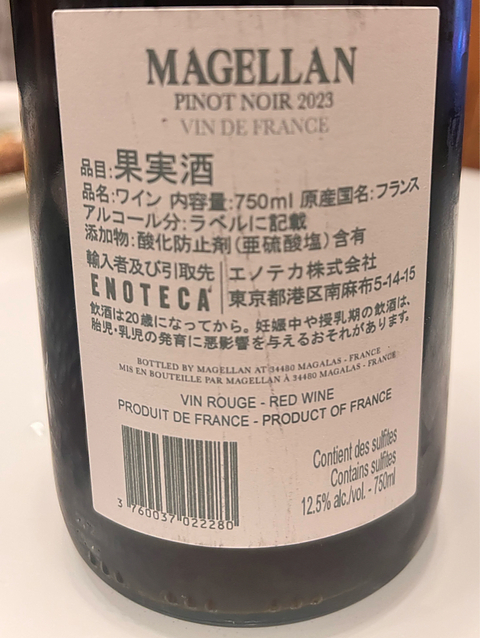 MAGELLAN
PINOT NOIR 2023
VIN DE FRANCE
品目:果実酒
品名:ワイン 内容量:750ml 原産国名:フランス
アルコール分:ラベルに記載
添加物:酸化防止剤(亜硫酸塩)含有
輸入者及び引取先
ENOTECA
エノテカ株式会社
東京都港区南麻布5-14-15
飲酒は20歳になってから。妊娠中や授乳期の飲酒は、
胎児・乳児の発育に悪影響を与えるおそれがあります。
BOTTLED BY MAGELLAN AT 34480 MAGALAS - FRANCE
MIS EN BOUTEILLE PAR MAGELLAN À 34480 MAGALAS - FRANCE
VIN ROUGE - RED WINE
PRODUIT DE FRANCE - PRODUCT OF FRANCE
Contient des sulfites
Contains sulfites
12.5% alc./vol. - 750ml
3 760037 022280